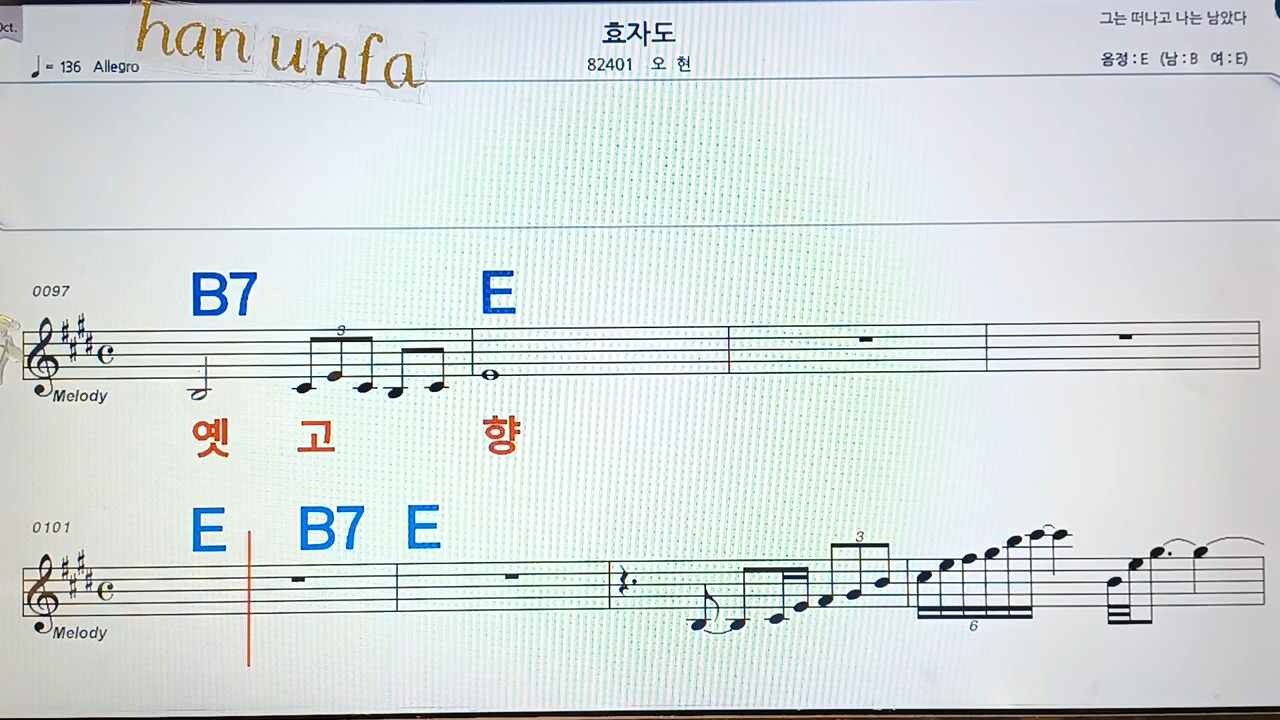 Oct.
han unfa
효자도
그는 떠나고 나는 남았다
♩= 136 Allegro
82401 오 현
음정 : E (남 : B 여 : E)
B7 E
0097
3
Melody
옛 고 향
E B7 E
0101
3
Melody
6